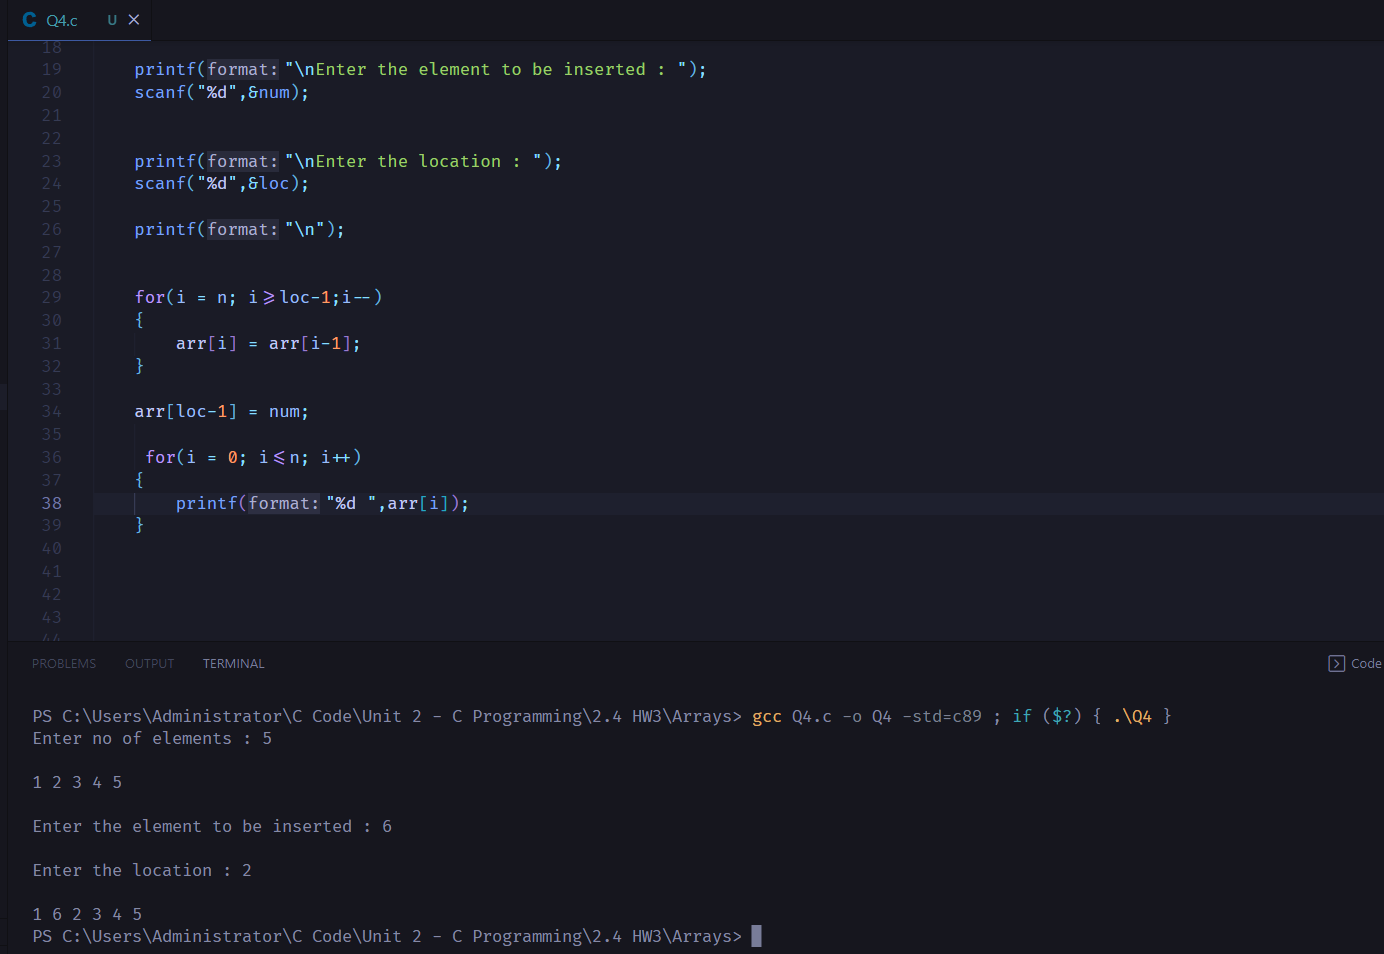 C Q4.c U ×
18
19 printf(format:"\nEnter the element to be inserted : ");
20 scanf("%d",&num);
21
22
23 printf(format:"\nEnter the location : ");
24 scanf("%d",&loc);
25
26 printf(format:"\n");
27
28
29 for(i = n; i>=loc-1;i--)
30 {
31 arr[i] = arr[i-1];
32 }
33
34 arr[loc-1] = num;
35
36 for(i = 0; i<=n; i++)
37 {
38 printf(format:"%d ",arr[i]);
39 }
40
41
42
43
44
PROBLEMS OUTPUT TERMINAL Code
PS C:\Users\Administrator\C Code\Unit 2 - C Programming\2.4 HW3\Arrays> gcc Q4.c -o Q4 -std=c89 ; if ($?) { .\Q4 }
Enter no of elements : 5
1 2 3 4 5
Enter the element to be inserted : 6
Enter the location : 2
1 6 2 3 4 5
PS C:\Users\Administrator\C Code\Unit 2 - C Programming\2.4 HW3\Arrays>